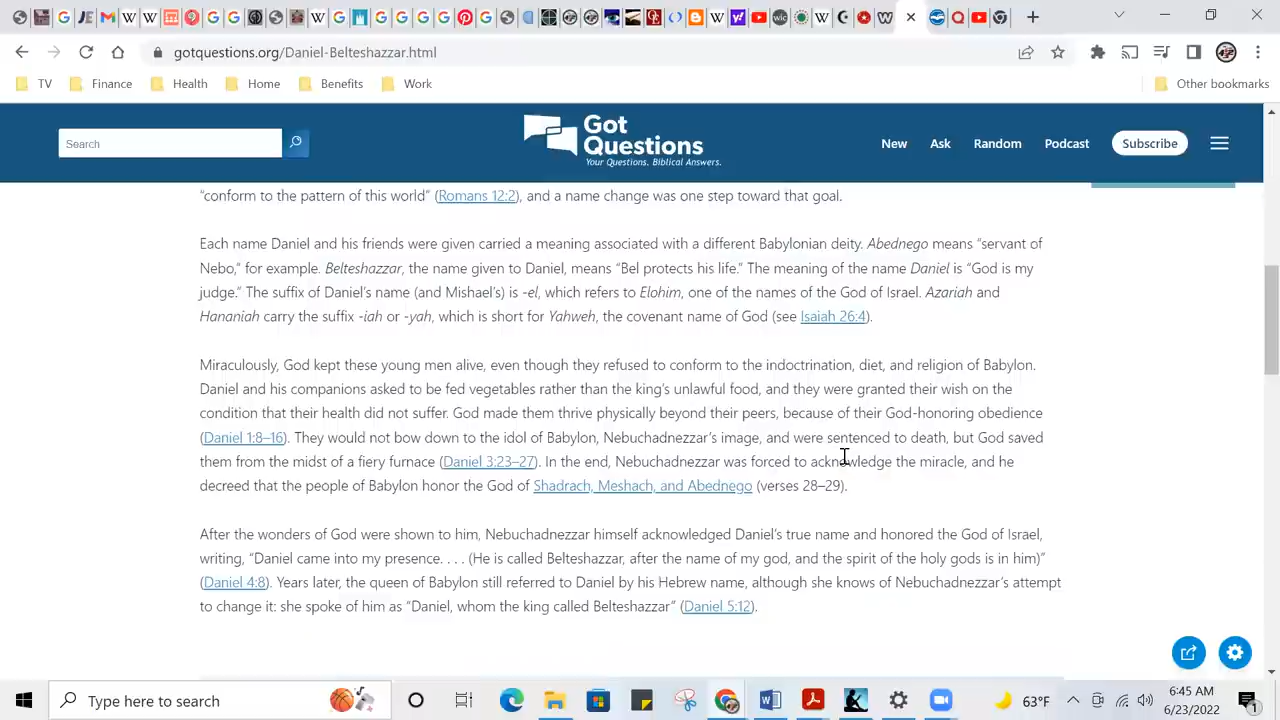 gotquestions.org/Daniel-Belteshazzar.html
TV Finance Health Home Benefits Work Other bookmarks
Search
Got
Questions
Your Questions. Biblical Answers.
New Ask Random Podcast Subscribe
“conform to the pattern of this world” (Romans 12:2), and a name change was one step toward that goal.
Each name Daniel and his friends were given carried a meaning associated with a different Babylonian deity. Abednego means “servant of
Nebo,” for example. Belteshazzar, the name given to Daniel, means “Bel protects his life.” The meaning of the name Daniel is “God is my
judge.” The suffix of Daniel’s name (and Mishael’s) is -el, which refers to Elohim, one of the names of the God of Israel. Azariah and
Hananiah carry the suffix -iah or -yah, which is short for Yahweh, the covenant name of God (see Isaiah 26:4).
Miraculously, God kept these young men alive, even though they refused to conform to the indoctrination, diet, and religion of Babylon.
Daniel and his companions asked to be fed vegetables rather than the king’s unlawful food, and they were granted their wish on the
condition that their health did not suffer. God made them thrive physically beyond their peers, because of their God-honoring obedience
(Daniel 1:8–16). They would not bow down to the idol of Babylon, Nebuchadnezzar’s image, and were sentenced to death, but God saved
them from the midst of a fiery furnace (Daniel 3:23–27). In the end, Nebuchadnezzar was forced to acknowledge the miracle, and he
decreed that the people of Babylon honor the God of Shadrach, Meshach, and Abednego (verses 28–29).
After the wonders of God were shown to him, Nebuchadnezzar himself acknowledged Daniel’s true name and honored the God of Israel,
writing, “Daniel came into my presence. . . . (He is called Belteshazzar, after the name of my god, and the spirit of the holy gods is in him)”
(Daniel 4:8). Years later, the queen of Babylon still referred to Daniel by his Hebrew name, although she knows of Nebuchadnezzar’s attempt
to change it: she spoke of him as “Daniel, whom the king called Belteshazzar” (Daniel 5:12).
Type here to search
63°F
6:45 AM
6/23/2022